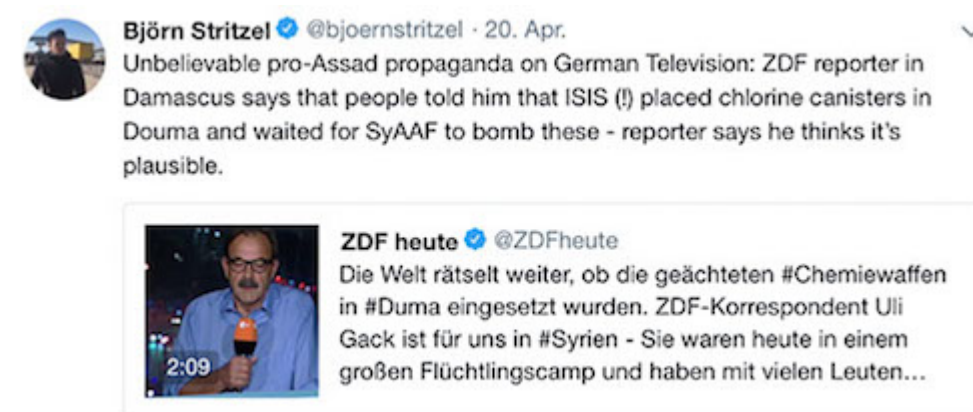 Björn Stritzel @bjoernstritzel · 20. Apr.
Unbelievable pro-Assad propaganda on German Television: ZDF reporter in
Damascus says that people told him that ISIS (!) placed chlorine canisters in
Douma and waited for SyAAF to bomb these - reporter says he thinks it's
plausible.
ZDF heute @ZDFheute
Die Welt rätselt weiter, ob die geächteten #Chemiewaffen
in #Duma eingesetzt wurden. ZDF-Korrespondent Uli
Gack ist für uns in #Syrien - Sie waren heute in einem
großen Flüchtlingscamp und haben mit vielen Leuten...
2:09